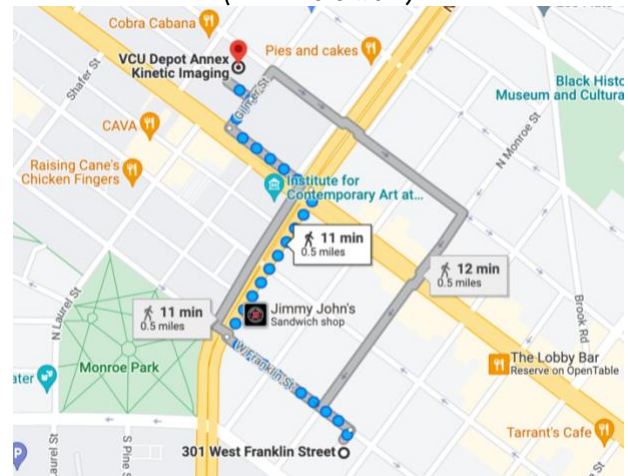 Cobra Cabana
VCU Depot Annex
Kinetic Imaging
Pies and cakes
Shafer St
Gilmer St
Black Histo
Museum and Cultura
CAVA
N Monroe St
Raising Cane's
Chicken Fingers
Institute for
Contemporary Art at...
11 min
0.5 miles
12 min
0.5 miles
11 min
0.5 miles
Jimmy John's
Sandwich shop
N Laurel St
Brook Rd
Monroe Park
W Franklin St
The Lobby Bar
Reserve on OpenTable
ater
Laurel St
S Pine S
301 West Franklin Street
Tarrant's Cafe
P